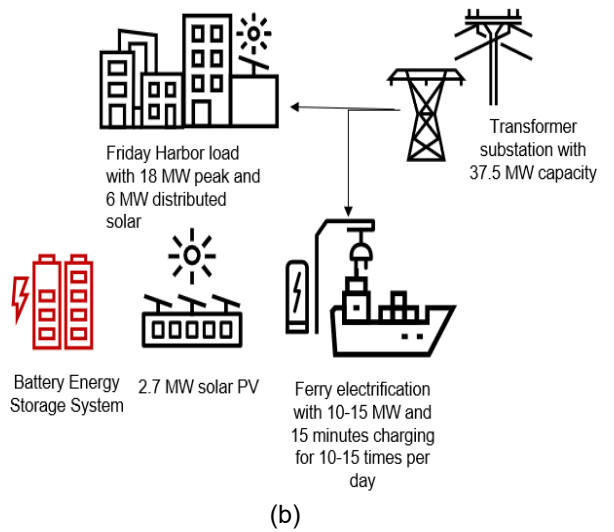 Friday Harbor load
with 18 MW peak and
6 MW distributed
solar
Transformer
substation with
37.5 MW capacity
Battery Energy
Storage System
2.7 MW solar PV
Ferry electrification
with 10-15 MW and
15 minutes charging
for 10-15 times per
day
(b)